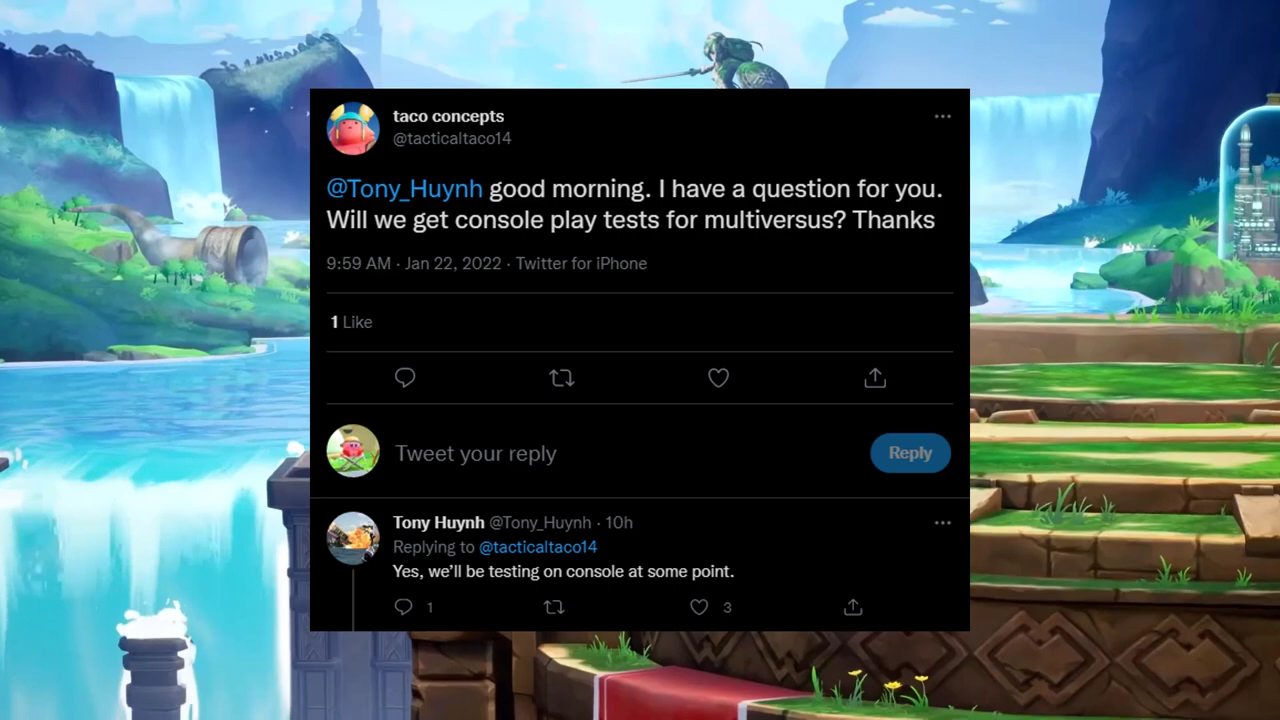 taco concepts
@tacticaltaco14
@Tony_Huynh good morning. I have a question for you.
Will we get console play tests for multiversus? Thanks
9:59 AM · Jan 22, 2022 · Twitter for iPhone
1 Like
Tweet your reply
Reply
Tony Huynh @Tony_Huynh · 10h
Replying to @tacticaltaco14
Yes, we’ll be testing on console at some point.
1
3